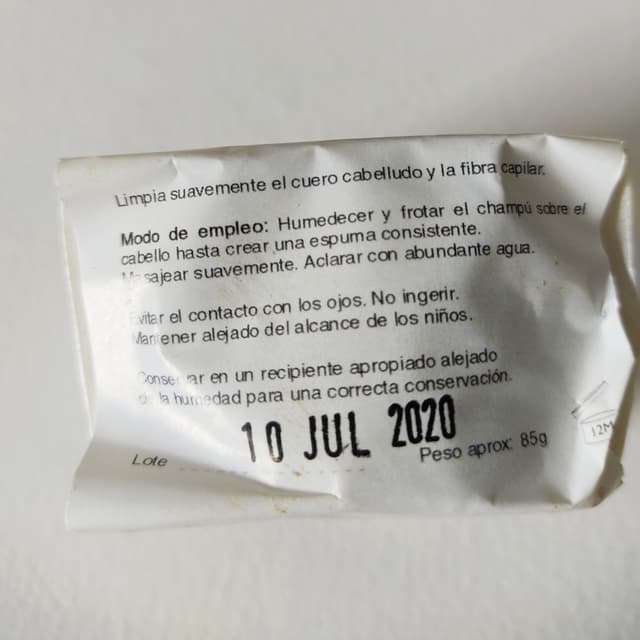 Limpia suavemente el cuero cabelludo y la fibra capilar.
Modo de empleo: Humedecer y frotar el champú sobre el
cabello hasta crear una espuma consistente.
Masajear suavemente. Aclarar con abundante agua.
Evitar el contacto con los ojos. No ingerir.
Mantener alejado del alcance de los niños.
Conservar en un recipiente apropiado alejado
de la humedad para una correcta conservación.
10 JUL 2020
Lote
Peso aprox: 85g
12M